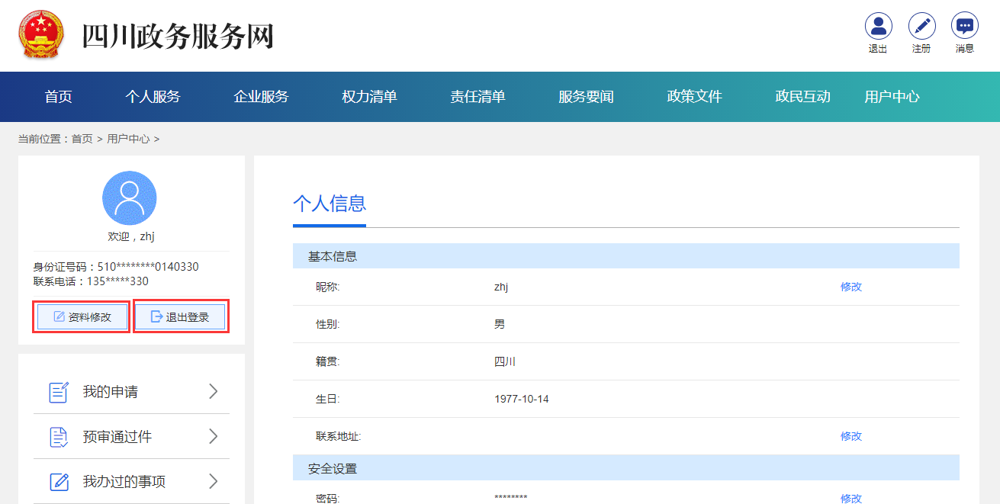 四川政务服务网
退出 注册 消息
首页 个人服务 企业服务 权力清单 责任清单 服务要闻 政策文件 政民互动 用户中心
当前位置：首页 > 用户中心 >
欢迎，zhj
身份证号码：510********0140330
联系电话：135*****330
资料修改 退出登录
我的申请
预审通过件
我办过的事项
个人信息
基本信息
昵称: zhj 修改
性别: 男
籍贯: 四川
生日: 1977-10-14
联系地址: 修改
安全设置
密码: ******** 修改